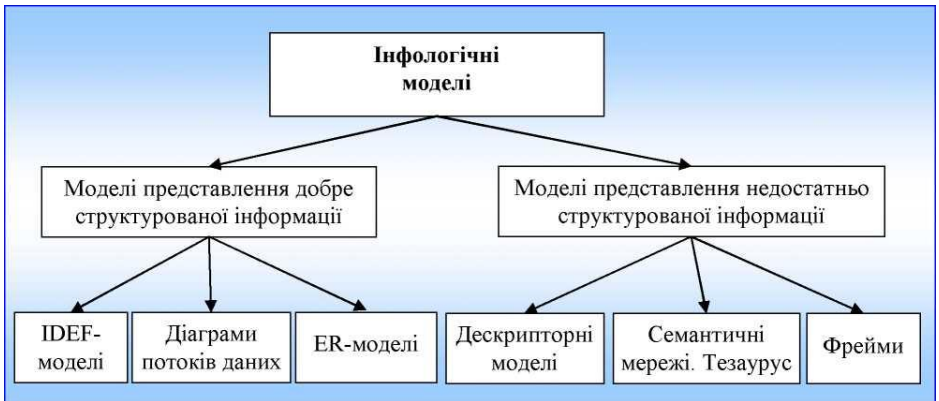 Інфологічні
моделі
Моделі представлення добре
структурованої інформації
Моделі представлення недостатньо
структурованої інформації
IDEF-
моделі
Діаграми
потоків даних
ER-моделі
Дескрипторні
моделі
Семантичні
мережі. Тезаурус
Фрейми